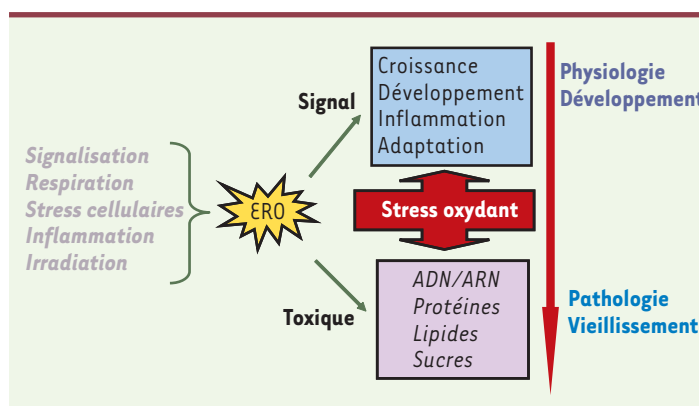 Signalisation
Respiration
Stress cellulaires
Inflammation
Irradiation
ERO
Signal
Toxique
Croissance
Développement
Inflammation
Adaptation
Stress oxydant
ADN/ARN
Protéines
Lipides
Sucres
Physiologie
Développement
Pathologie
Vieillissement